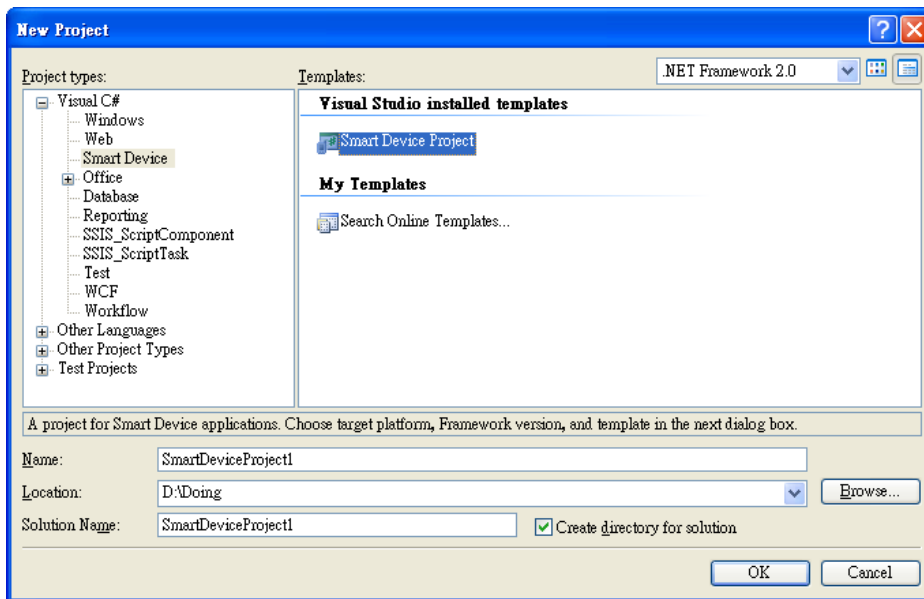 New Project
Project types:
Templates:
.NET Framework 2.0
Visual C#
Windows
Web
Smart Device
Office
Database
Reporting
SSIS_ScriptComponent
SSIS_ScriptTask
Test
WCF
Workflow
Other Languages
Other Project Types
Test Projects
Visual Studio installed templates
Smart Device Project
My Templates
Search Online Templates...
A project for Smart Device applications. Choose target platform, Framework version, and template in the next dialog box.
Name:
SmartDeviceProject1
Location:
D:\Doing
Browse...
Solution Name:
SmartDeviceProject1
Create directory for solution
OK
Cancel